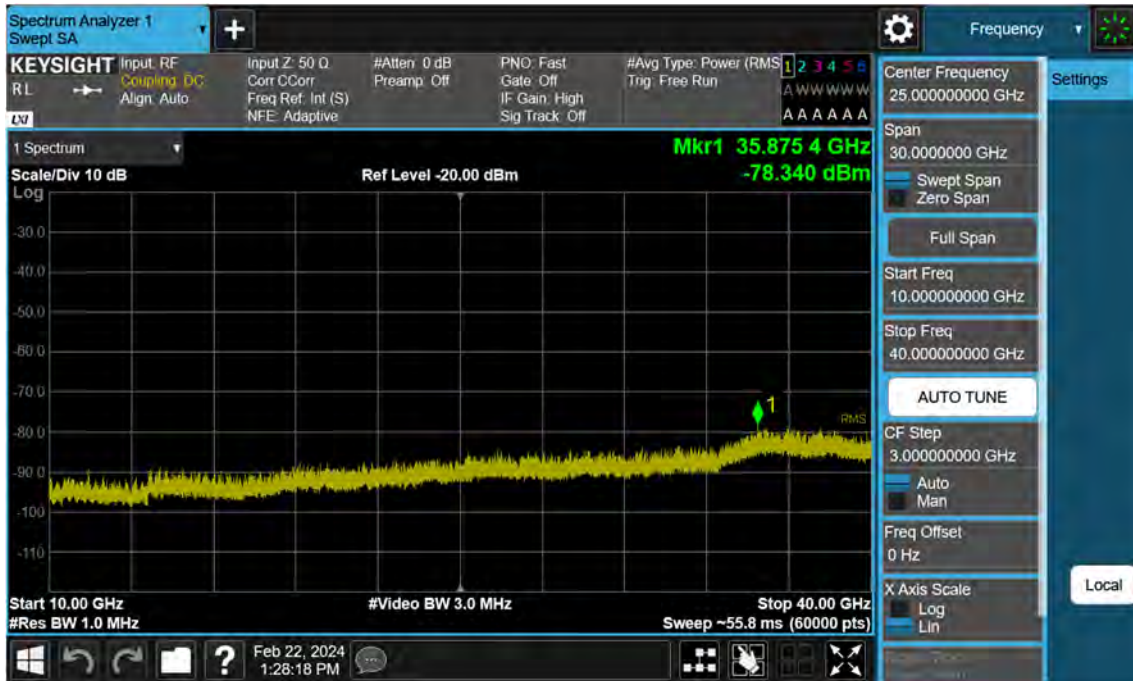 Spectrum Analyzer 1
Swept SA
Frequency
KEYSIGHT
RL
LXI
Input: RF
Coupling: DC
Align: Auto
Input Z: 50 Ω
Corr CCorr
Freq Ref: Int (S)
NFE: Adaptive
#Atten: 0 dB
Preamp: Off
PNO: Fast
Gate: Off
IF Gain: High
Sig Track: Off
#Avg Type: Power (RMS
Trig: Free Run
1 2 3 4 5 6
A W W W W W
A A A A A A
1 Spectrum
Scale/Div 10 dB
Ref Level -20.00 dBm
Mkr1 35.875 4 GHz
-78.340 dBm
Log
-30.0
-40.0
-50.0
-60.0
-70.0
-80.0
-90.0
-100
-110
1
RMS
Start 10.00 GHz
#Video BW 3.0 MHz
Stop 40.00 GHz
#Res BW 1.0 MHz
Sweep ~55.8 ms (60000 pts)
Center Frequency
25.000000000 GHz
Span
30.0000000 GHz
Swept Span
Zero Span
Full Span
Start Freq
10.000000000 GHz
Stop Freq
40.000000000 GHz
AUTO TUNE
CF Step
3.000000000 GHz
Auto
Man
Freq Offset
0 Hz
X Axis Scale
Log
Lin
Settings
Local
?
Feb 22, 2024
1:28:18 PM